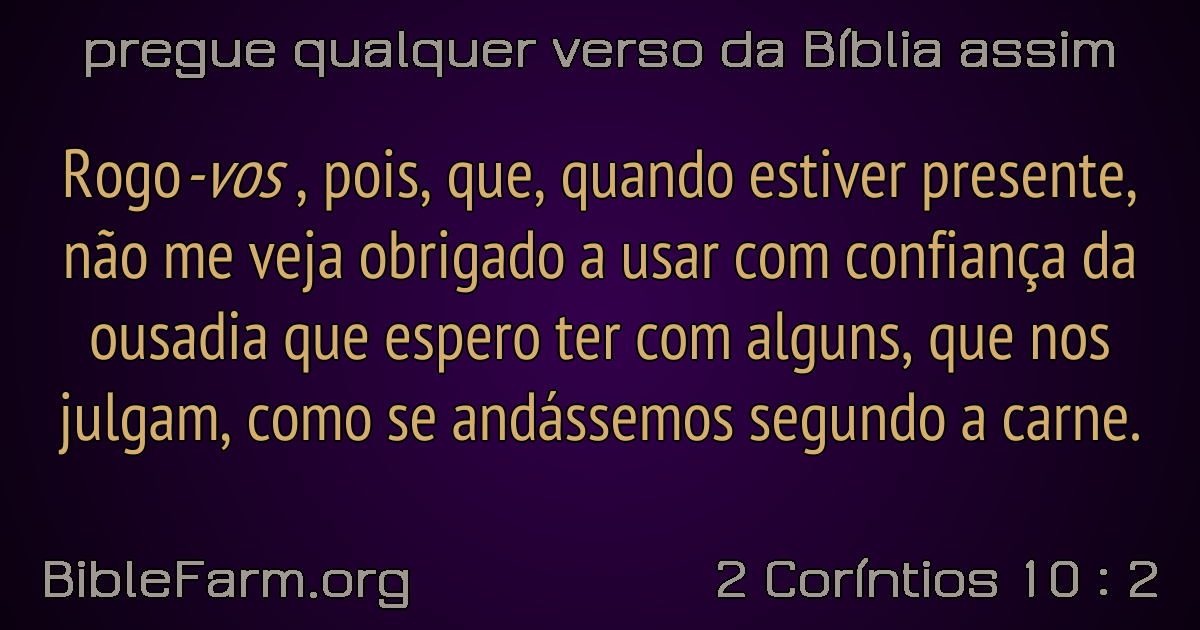 pregue qualquer verso da Bíblia assim
Rogo-vos , pois, que, quando estiver presente,
não me veja obrigado a usar com confiança da
ousadia que espero ter com alguns, que nos
julgam, como se andássemos segundo a carne.
BibleFarm.org
2 Coríntios 10 : 2